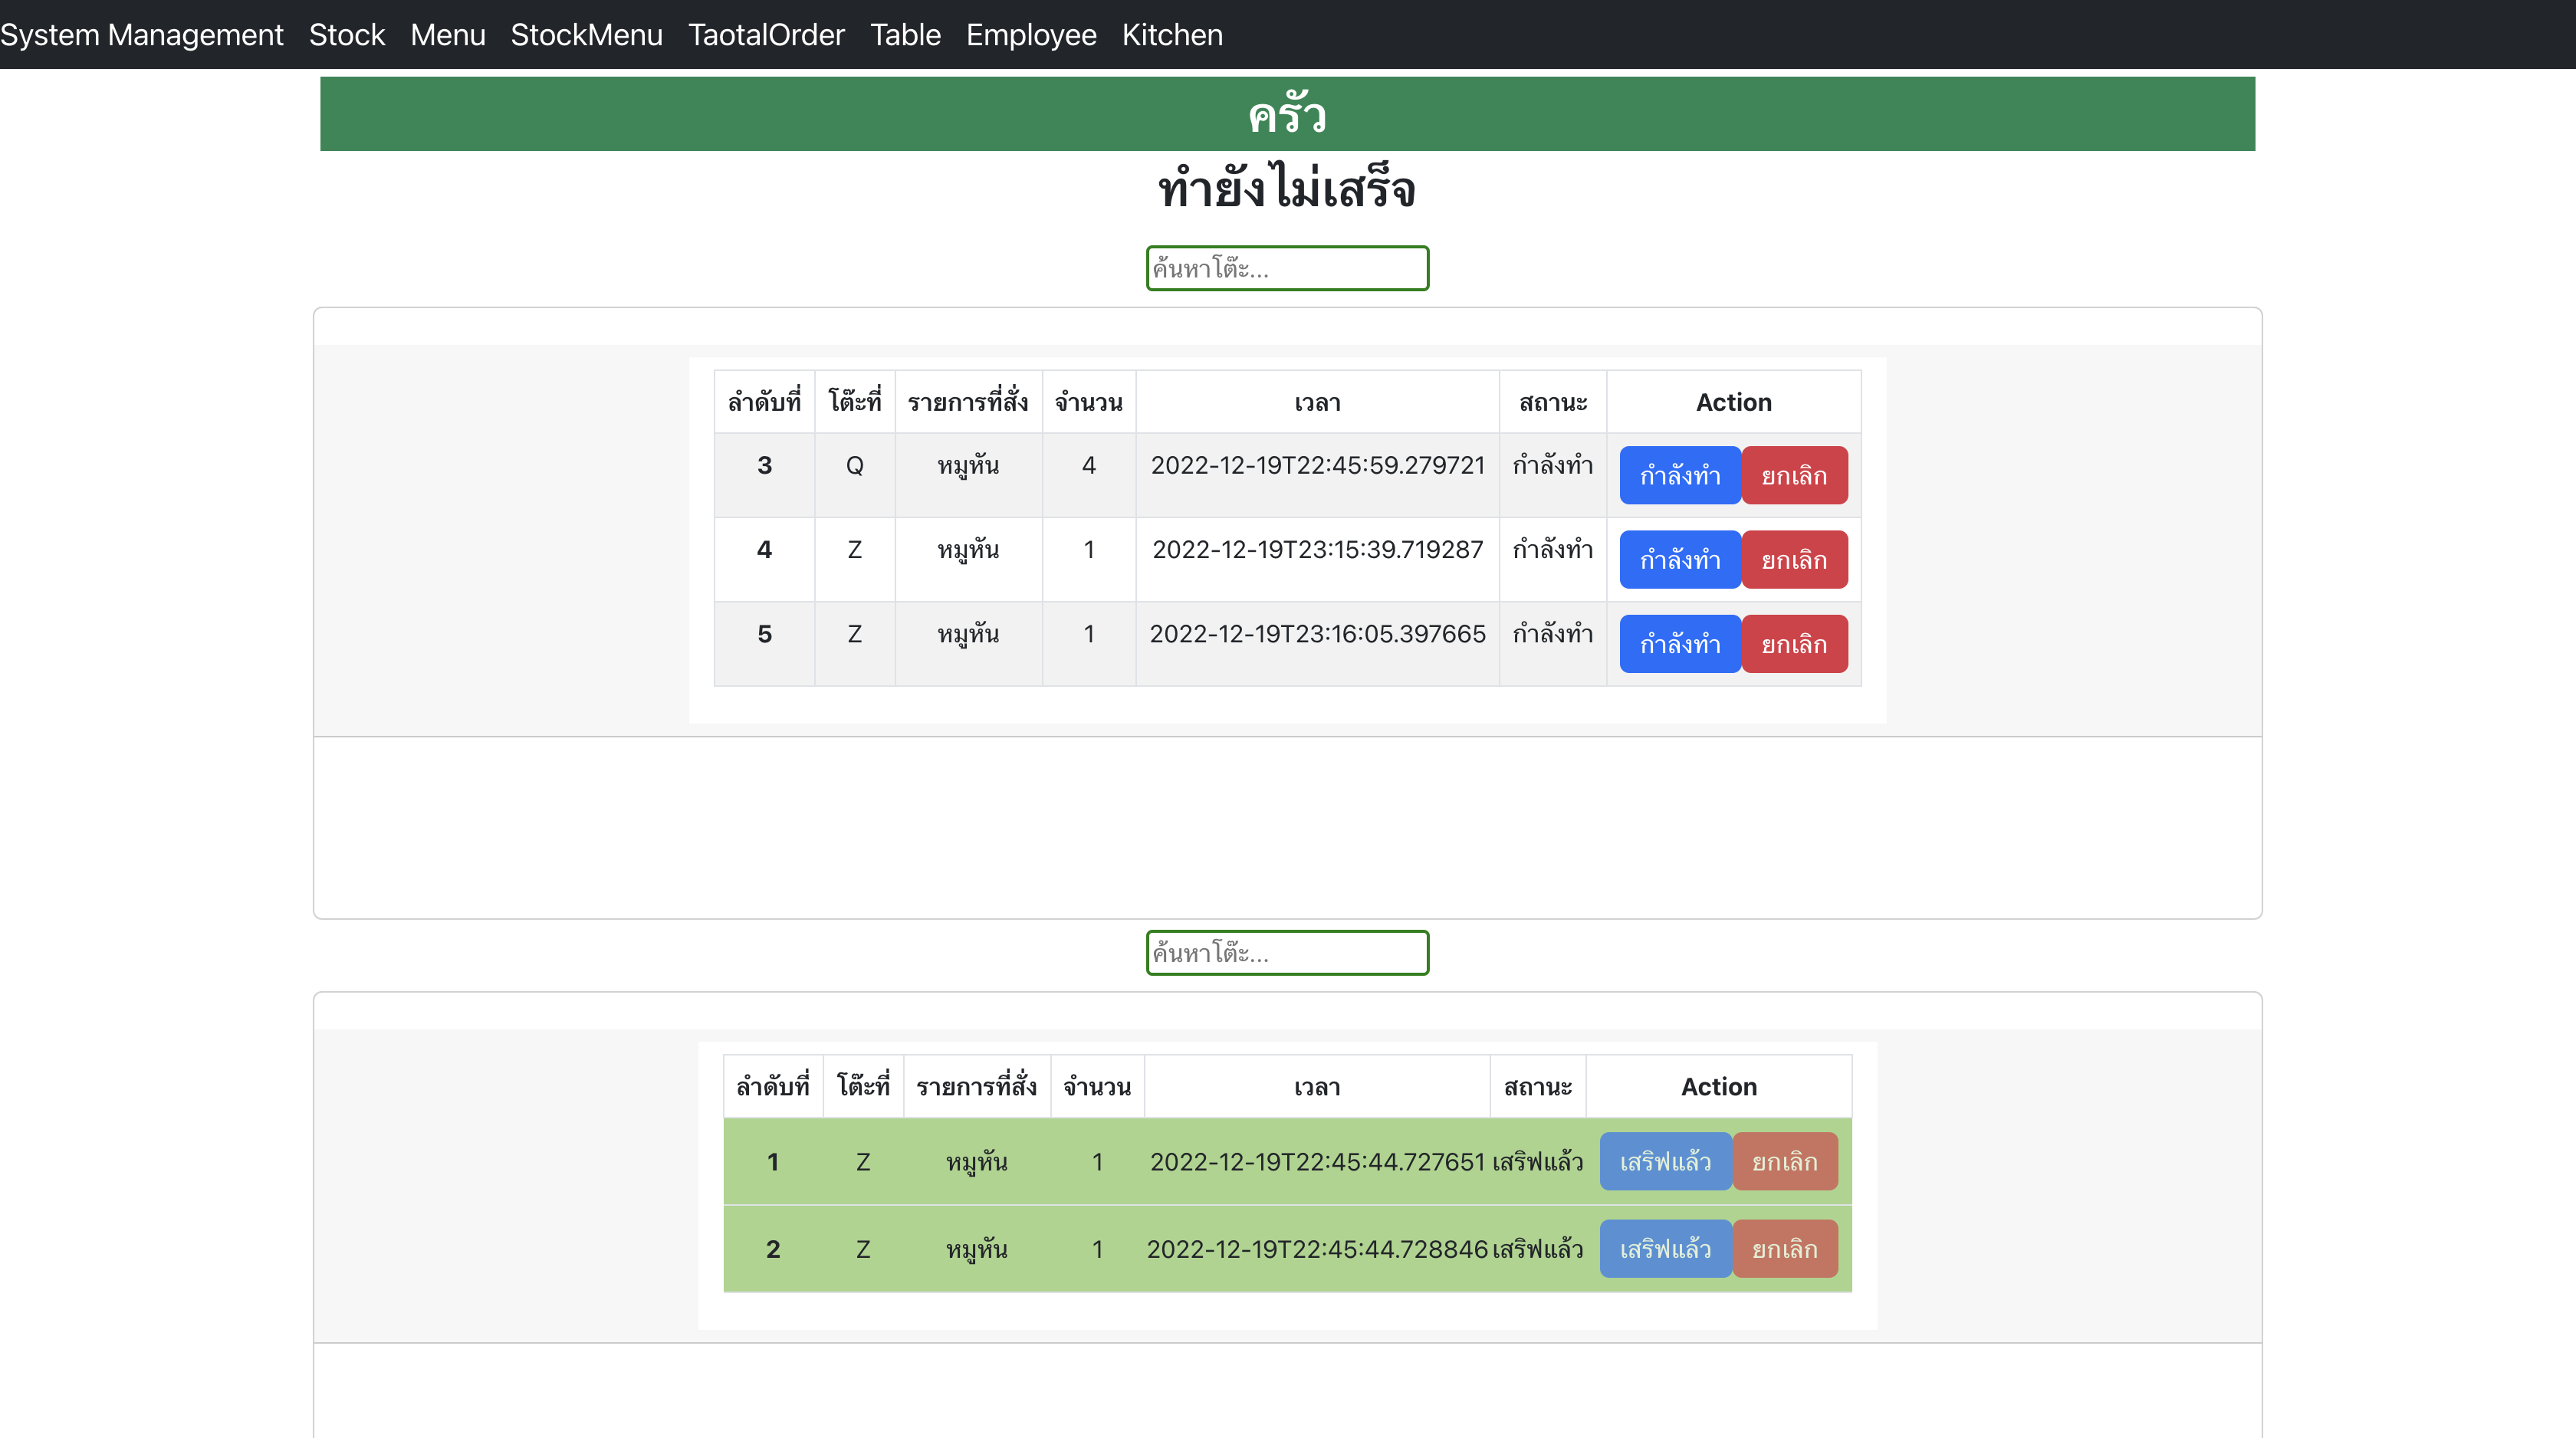 System Management Stock Menu StockMenu TaotalOrder Table Employee Kitchen
ครัว
ทำยังไม่เสร็จ
ค้นหาโต๊ะ...
ลำดับที่ โต๊ะที่ รายการที่สั่ง จำนวน เวลา สถานะ Action
3 Q หมูหัน 4 2022-12-19T22:45:59.279721 กำลังทำ กำลังทำ ยกเลิก
4 Z หมูหัน 1 2022-12-19T23:15:39.719287 กำลังทำ กำลังทำ ยกเลิก
5 Z หมูหัน 1 2022-12-19T23:16:05.397665 กำลังทำ กำลังทำ ยกเลิก
ค้นหาโต๊ะ...
ลำดับที่ โต๊ะที่ รายการที่สั่ง จำนวน เวลา สถานะ Action
1 Z หมูหัน 1 2022-12-19T22:45:44.727651 เสริฟแล้ว เสริฟแล้ว ยกเลิก
2 Z หมูหัน 1 2022-12-19T22:45:44.728846 เสริฟแล้ว เสริฟแล้ว ยกเลิก